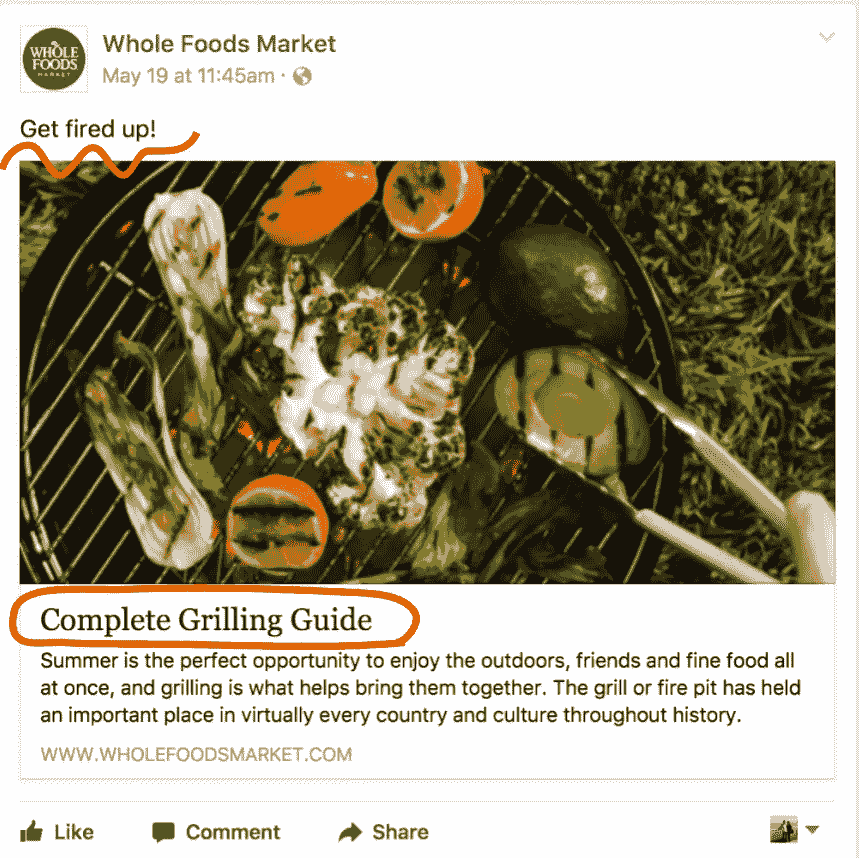 WHOLE
FOODS
MARKET
Whole Foods Market
May 19 at 11:45am ·
Get fired up!
Complete Grilling Guide
Summer is the perfect opportunity to enjoy the outdoors, friends and fine food all
at once, and grilling is what helps bring them together. The grill or fire pit has held
an important place in virtually every country and culture throughout history.
WWW.WHOLEFOODSMARKET.COM
Like Comment Share